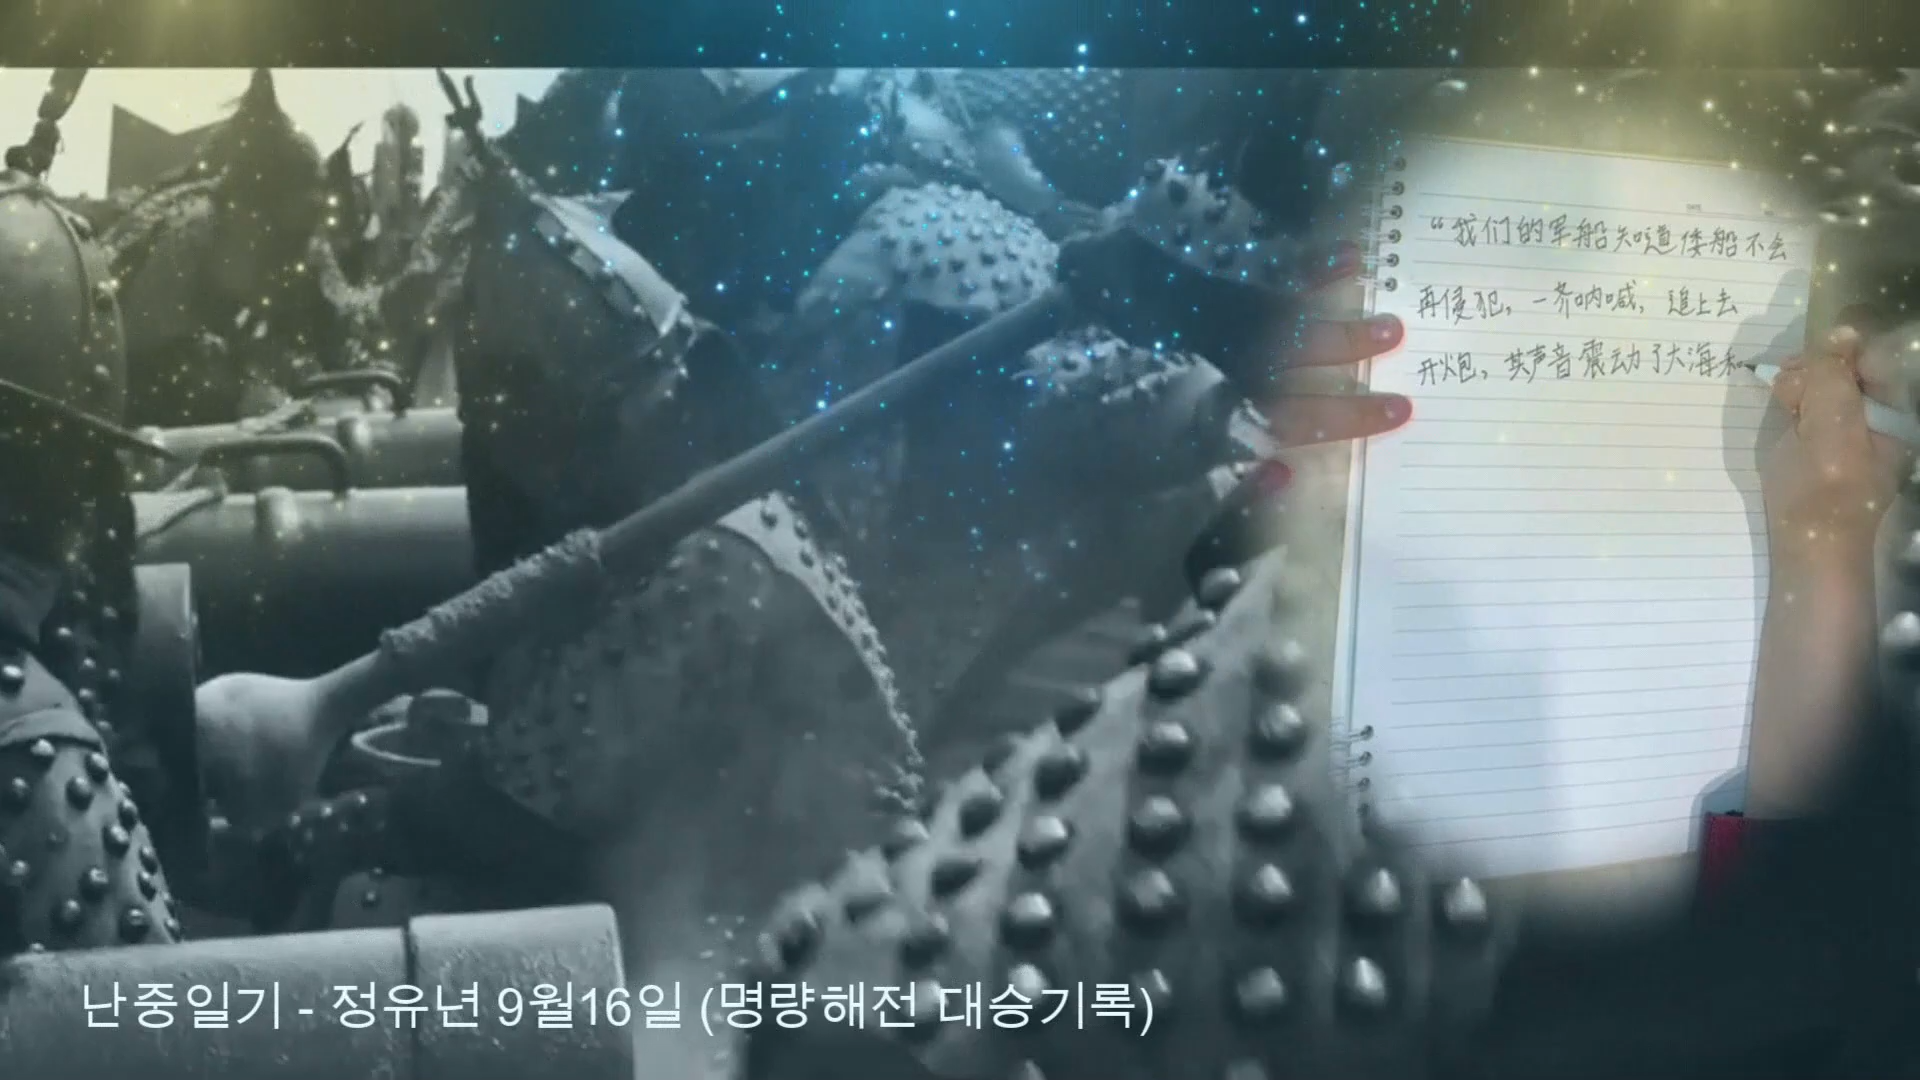 “我们的军船知道倭船不会
再侵犯，一齐呐喊，追上去
开炮，其声音震动了大海和
난중일기 - 정유년 9월16일 (명량해전 대승기록)